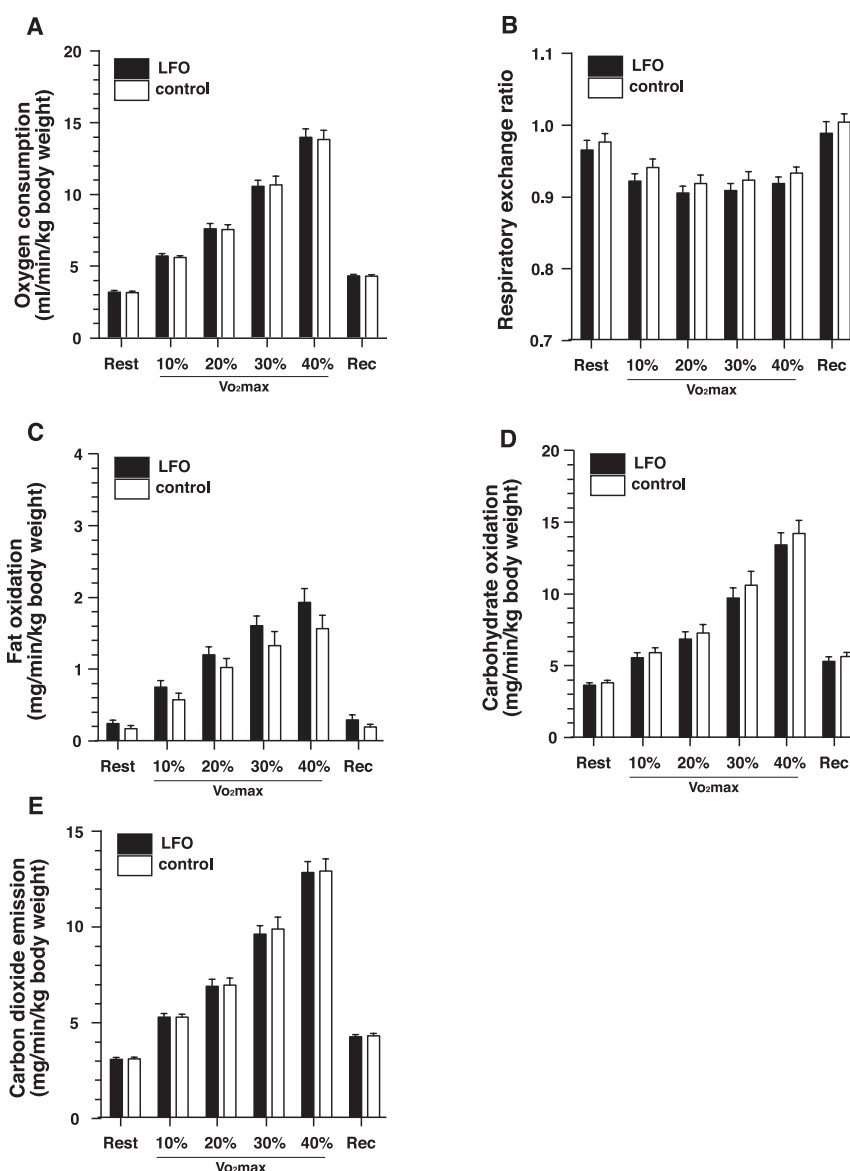 A
Oxygen consumption
(ml/min/kg body weight)
20
15
10
5
0
LFO
control
Rest 10% 20% 30% 40% Rec
Vo₂max
B
Respiratory exchange ratio
1.1
1.0
0.9
0.8
0.7
LFO
control
Rest 10% 20% 30% 40% Rec
Vo₂max
C
Fat oxidation
(mg/min/kg body weight)
4
3
2
1
0
LFO
control
Rest 10% 20% 30% 40% Rec
Vo₂max
D
Carbohydrate oxidation
(mg/min/kg body weight)
20
15
10
5
0
LFO
control
Rest 10% 20% 30% 40% Rec
Vo₂max
E
Carbon dioxide emission
(mg/min/kg body weight)
15
10
5
0
LFO
control
Rest 10% 20% 30% 40% Rec
Vo₂max